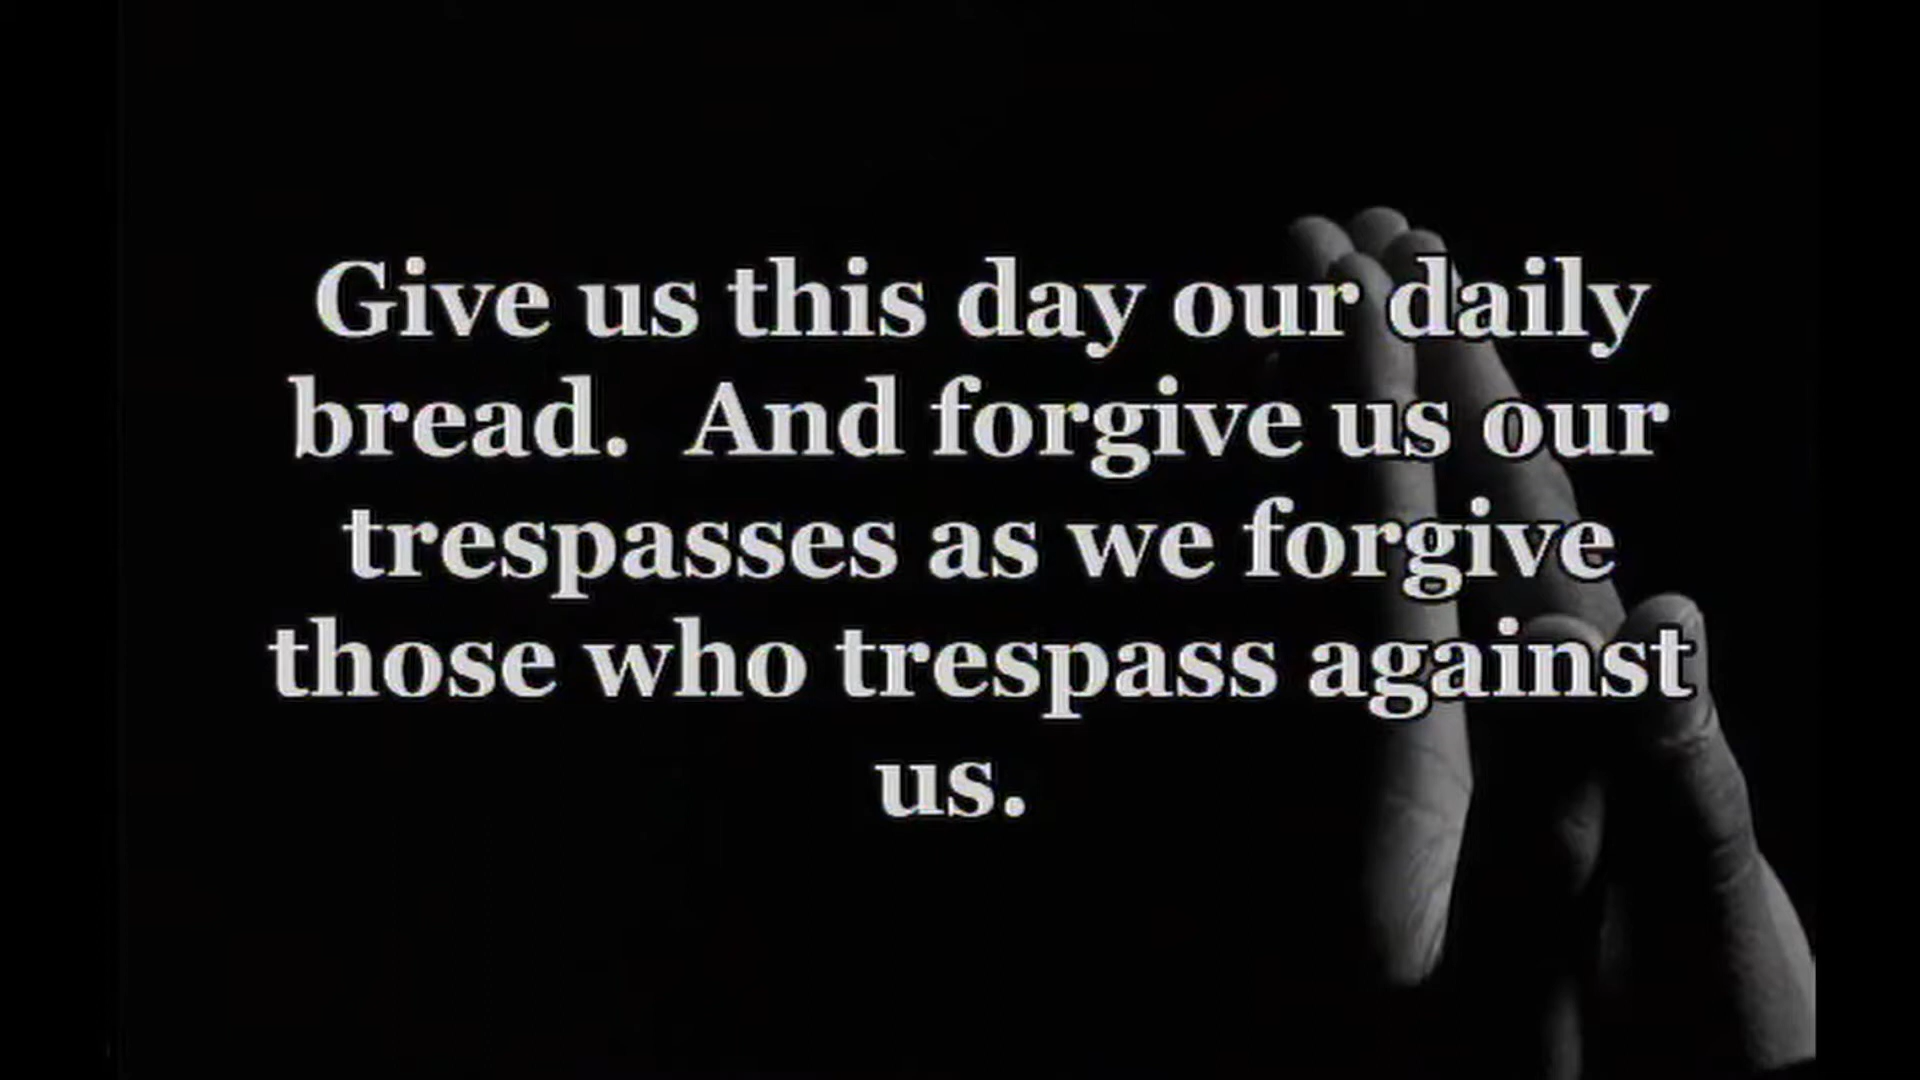 Give us this day our daily
bread.  And forgive us our
trespasses as we forgive
those who trespass against
us.